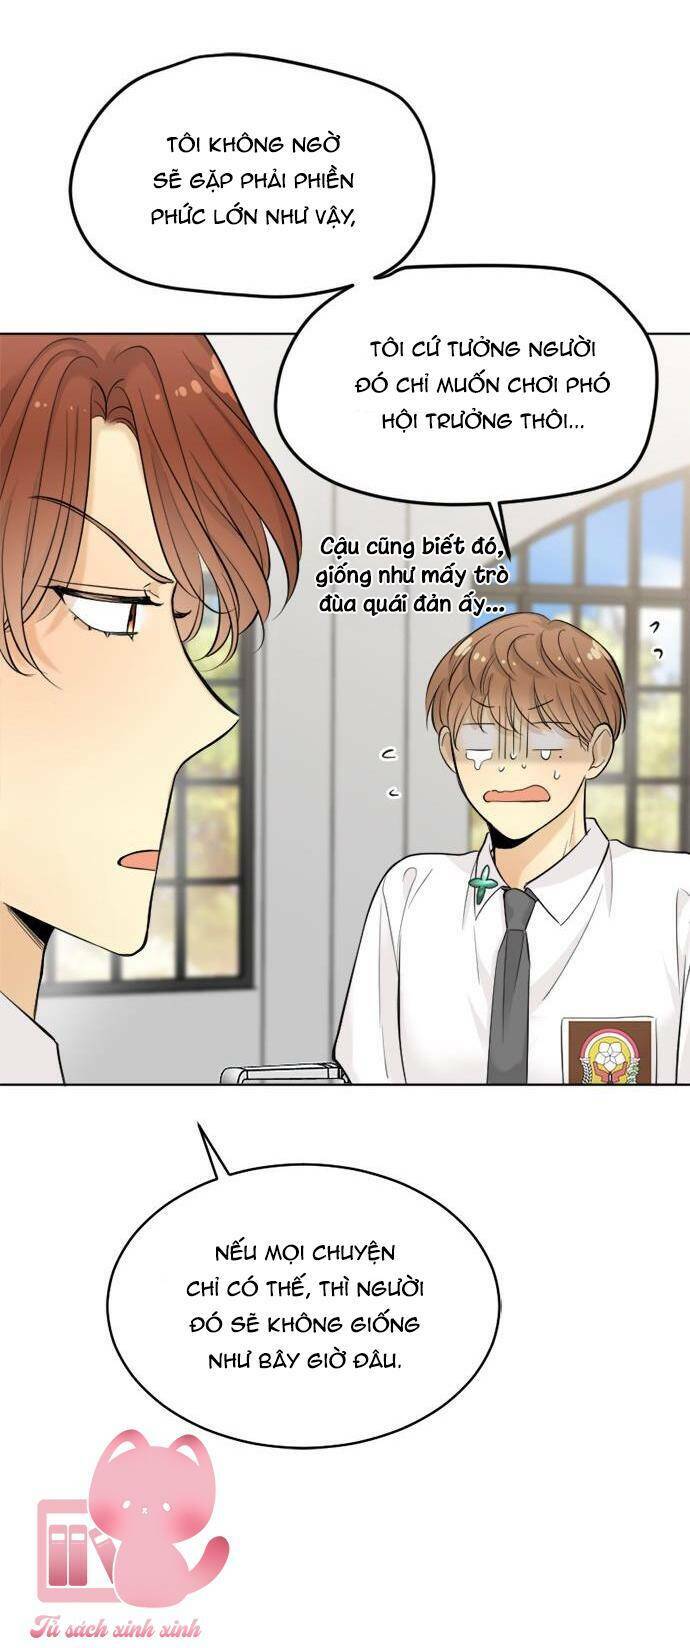 TÔI KHÔNG NGỜ
SẼ GẶP PHẢI PHIỀN
PHỨC LỚN NHƯ VẬY,
TÔI CỨ TƯỞNG NGƯỜI
ĐÓ CHỈ MUỐN CHƠI PHÓ
HỘI TRƯỞNG THÔI...
Cậu cũng biết đó,
giống như mấy trò
đùa quái đản ấy...
NẾU MỌI CHUYỆN
CHỈ CÓ THẾ, THÌ NGƯỜI
ĐÓ SẼ KHÔNG GIỐNG
NHƯ BÂY GIỜ ĐÂU.
Tủ sách xinh xinh